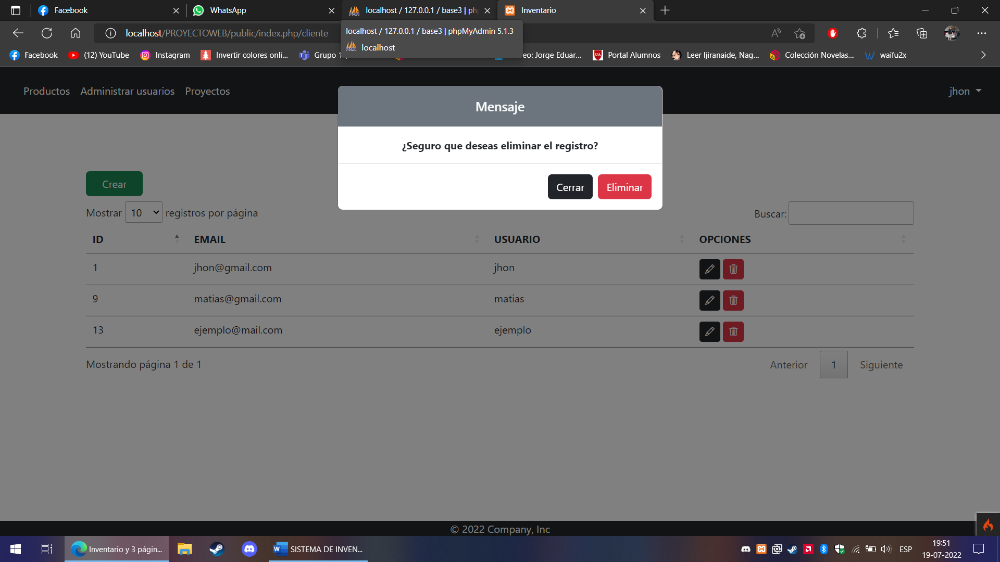 Facebook
WhatsApp
localhost / 127.0.0.1 / base3 | ph
Inventario
localhost/PROYECTOWEB/public/index.php/cliente
localhost / 127.0.0.1 / base3 | phpMyAdmin 5.1.3
localhost
Facebook
(12) YouTube
Instagram
Invertir colores onli...
Grupo 1
eo: Jorge Eduar...
Portal Alumnos
Leer Ijiranaide, Nag...
Colección Novelas...
waifu2x
Productos
Administrar usuarios
Proyectos
jhon
Mensaje
¿Seguro que deseas eliminar el registro?
Cerrar
Eliminar
Crear
Mostrar 10 registros por página
Buscar:
ID EMAIL USUARIO OPCIONES
1 jhon@gmail.com jhon
9 matias@gmail.com matias
13 ejemplo@mail.com ejemplo
Mostrando página 1 de 1
Anterior 1 Siguiente
© 2022 Company, Inc
Inventario y 3 págin...
SISTEMA DE INVEN...
ESP
19:51
19-07-2022